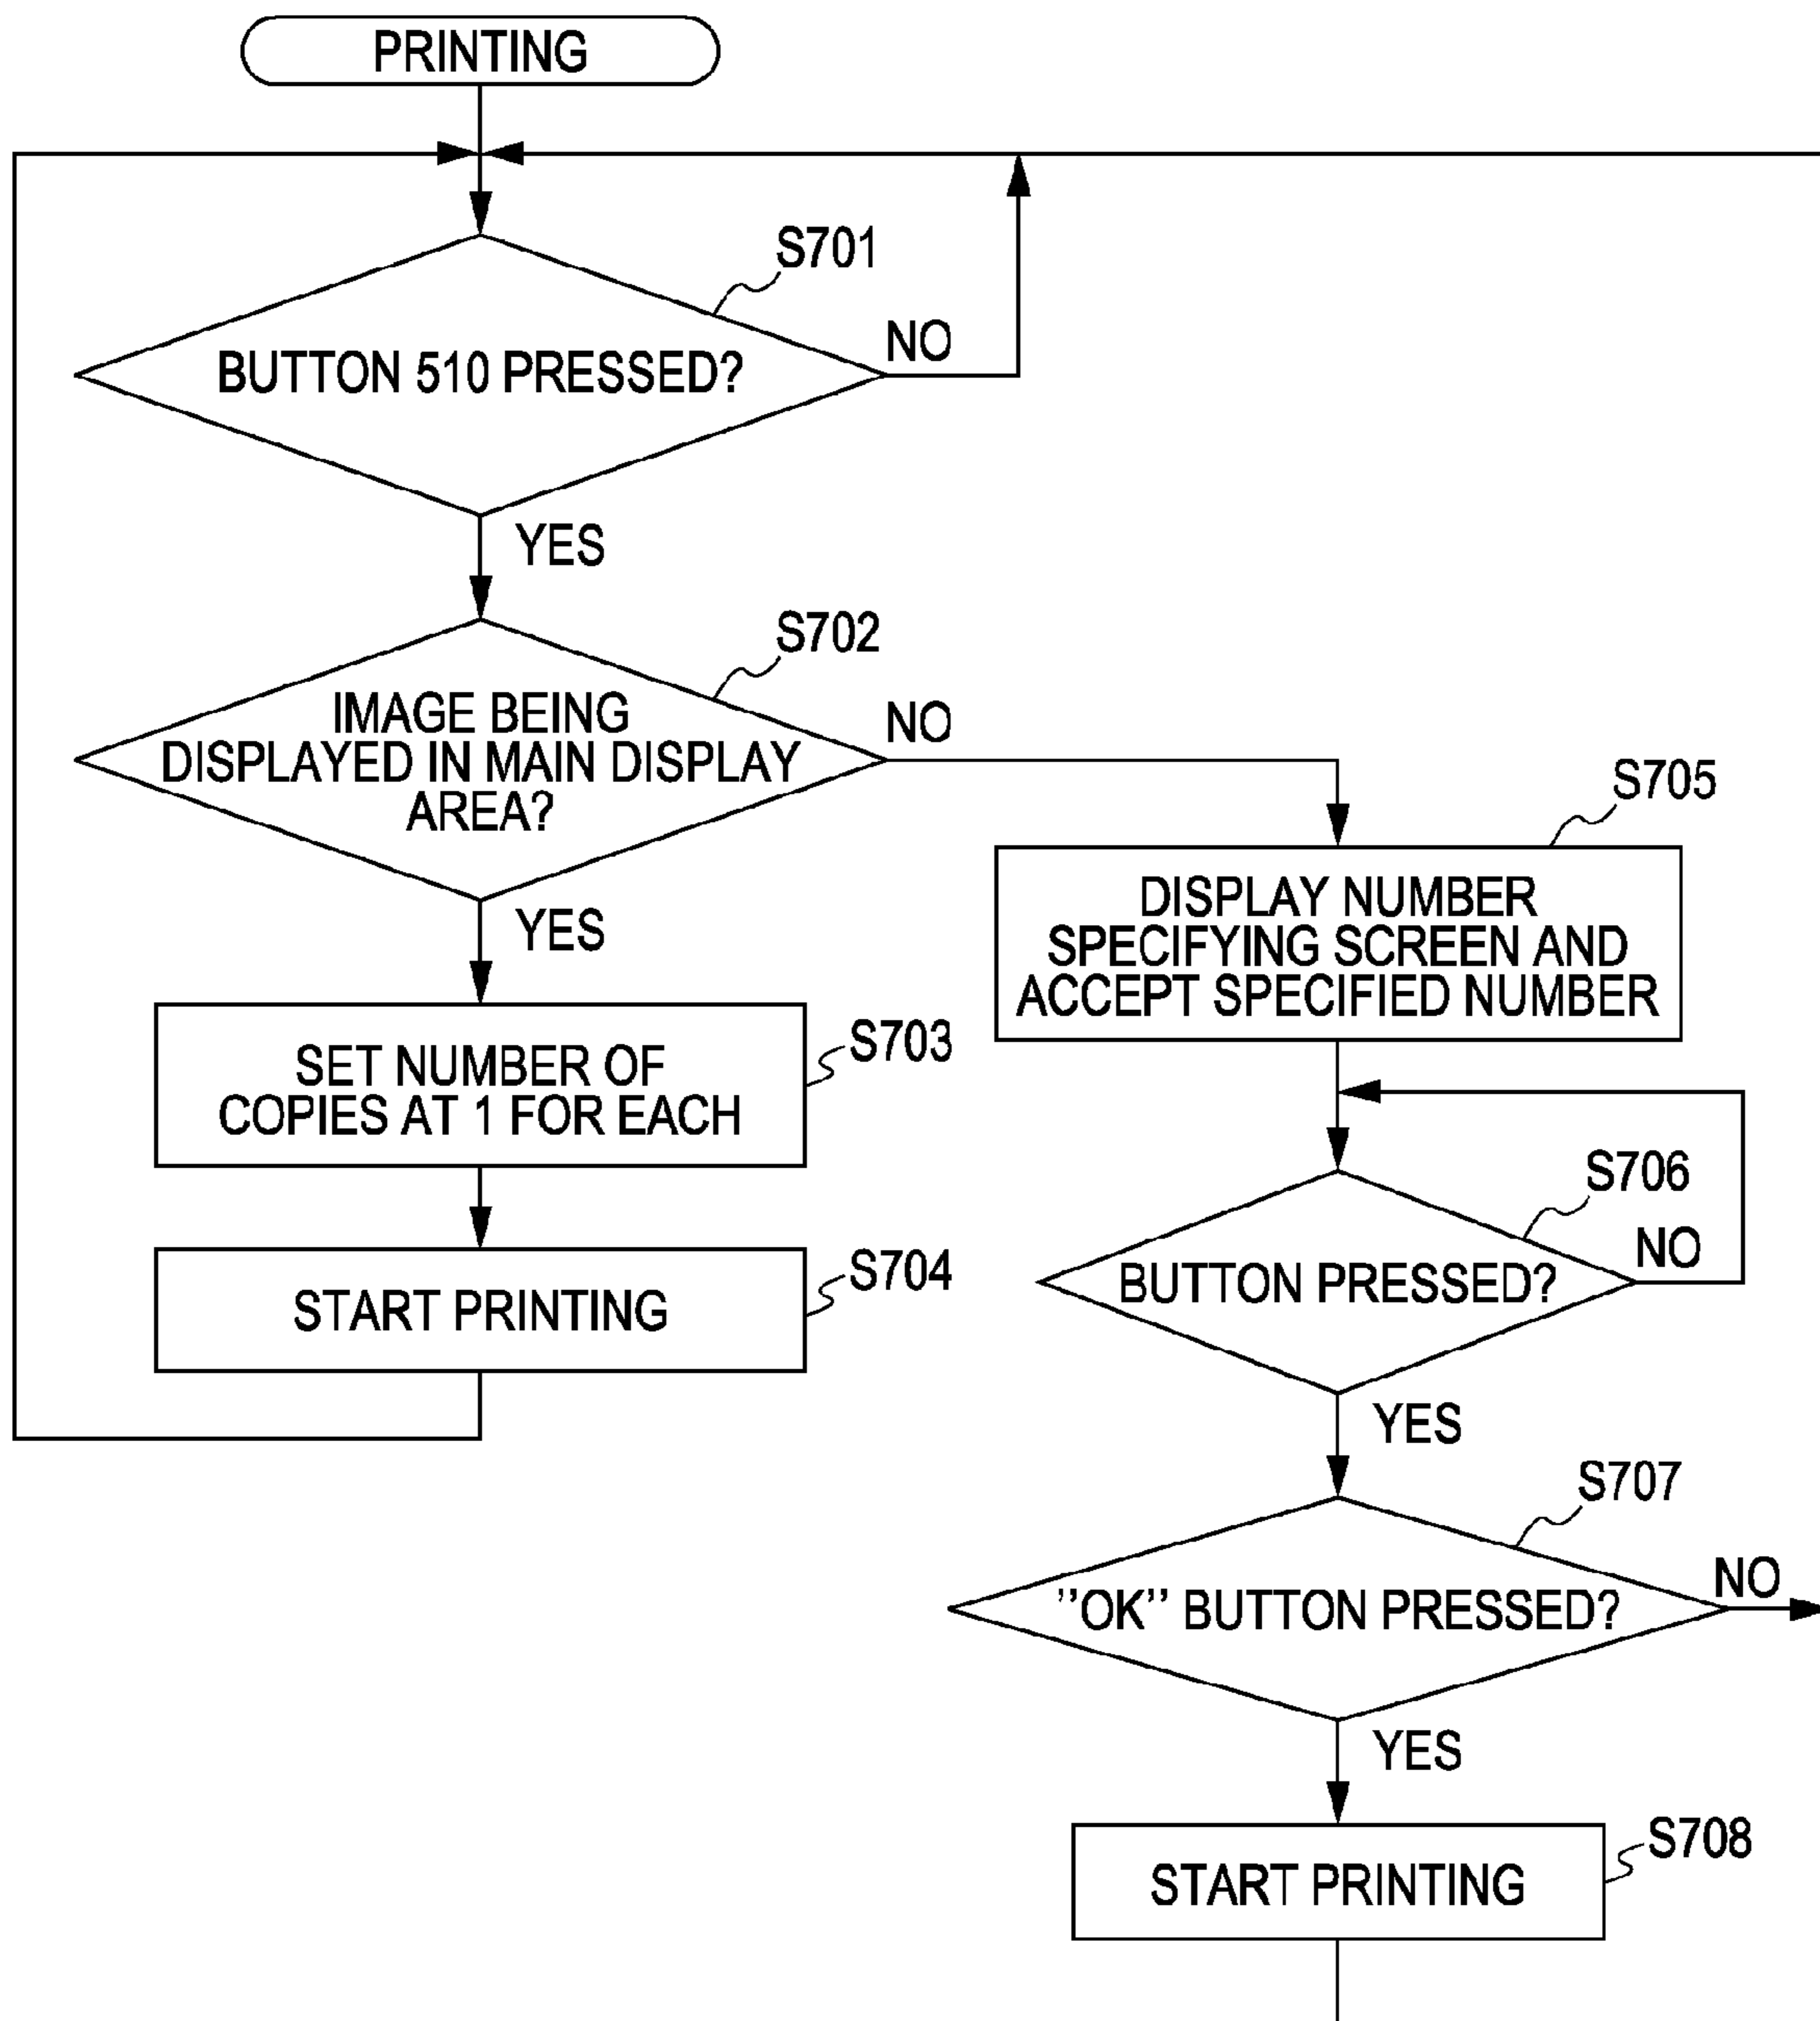 PRINTING
S701
BUTTON 510 PRESSED?
NO
YES
S702
IMAGE BEING
DISPLAYED IN MAIN DISPLAY
AREA?
NO
YES
S703
SET NUMBER OF
COPIES AT 1 FOR EACH
S704
START PRINTING
S705
DISPLAY NUMBER
SPECIFYING SCREEN AND
ACCEPT SPECIFIED NUMBER
S706
BUTTON PRESSED?
NO
YES
S707
''OK'' BUTTON PRESSED?
NO
YES
S708
START PRINTING